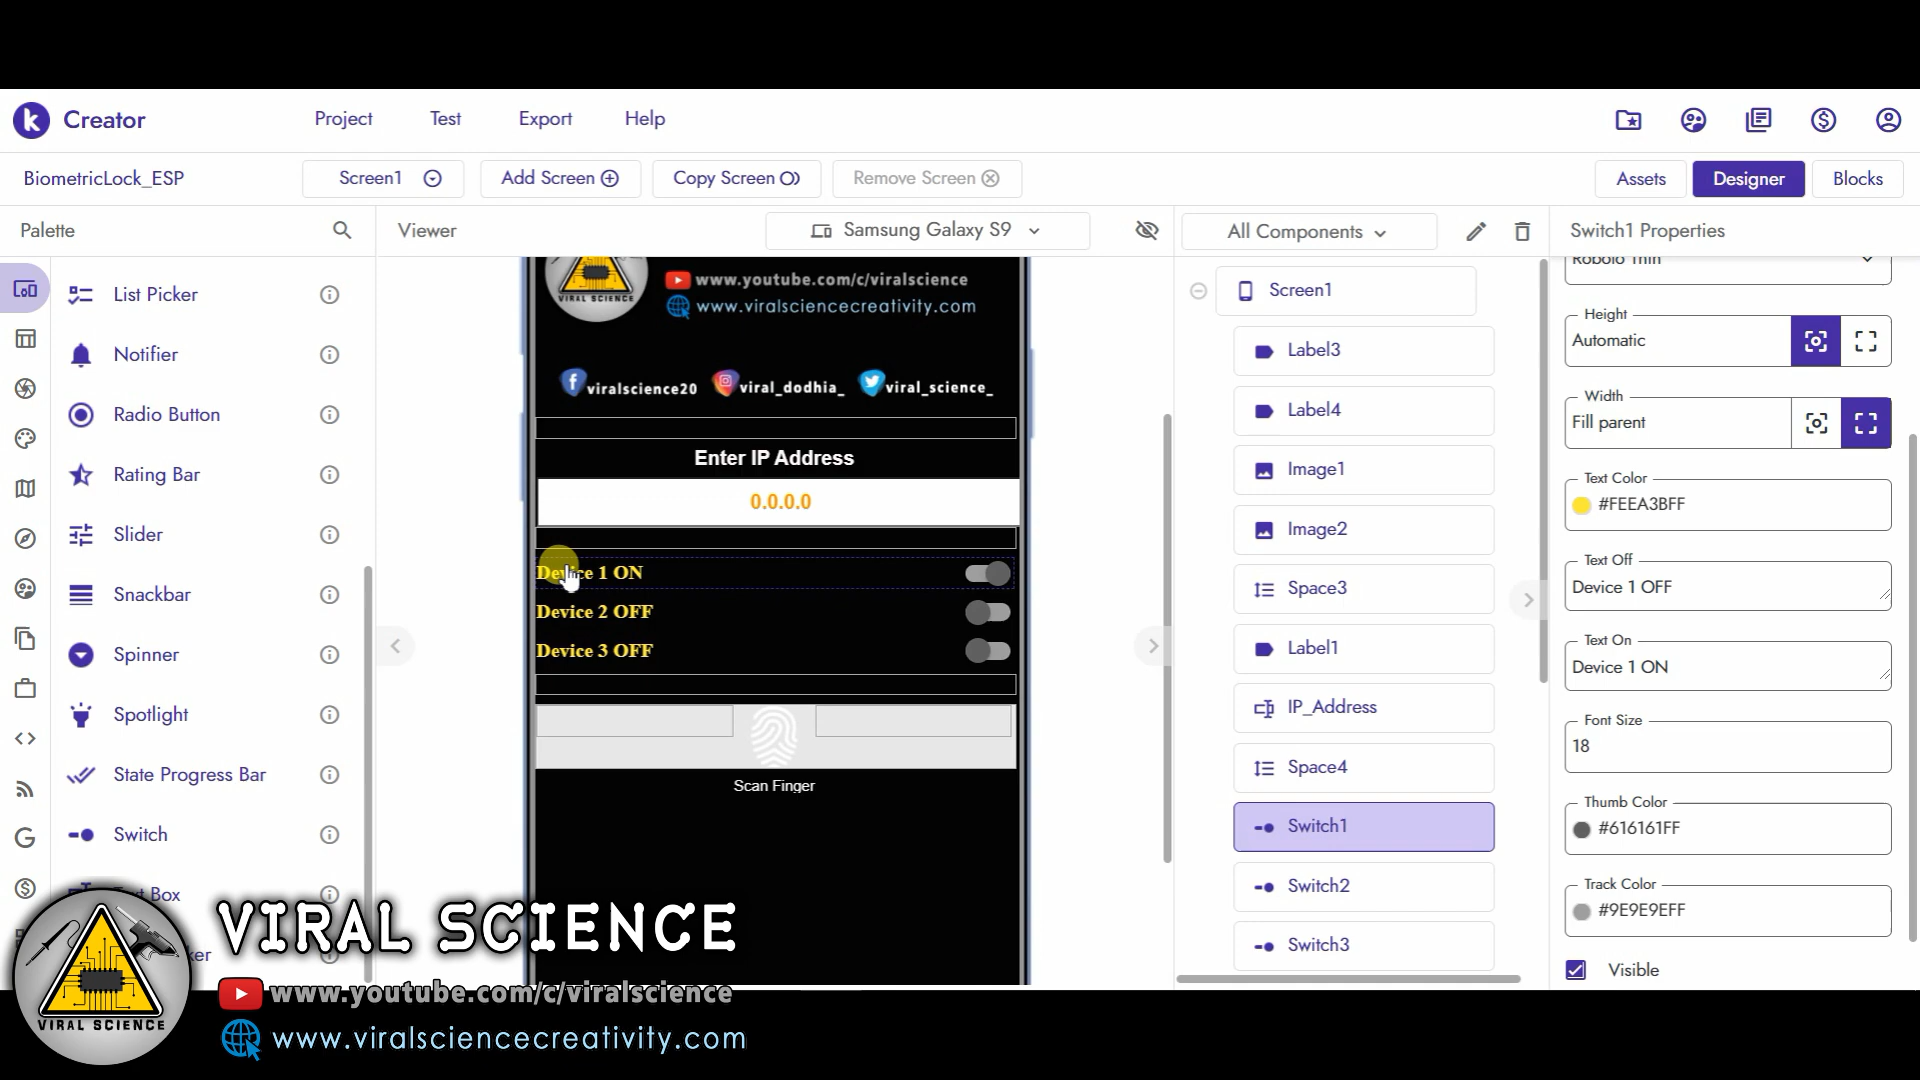 Creator
Project
Test
Export
Help
BiometricLock_ESP
Screen1
Add Screen
Copy Screen
Remove Screen
Assets
Designer
Blocks
Palette
Viewer
Samsung Galaxy S9
All Components
Switch1 Properties
List Picker
Notifier
Radio Button
Rating Bar
Slider
Snackbar
Spinner
Spotlight
State Progress Bar
Switch
VIRAL SCIENCE
www.youtube.com/c/viralscience
www.viralsciencecreativity.com
viralscience20
viral_dodhia_
viral_science_
Enter IP Address
0.0.0.0
Device 1 ON
Device 2 OFF
Device 3 OFF
Scan Finger
Screen1
Label3
Label4
Image1
Image2
Space3
Label1
IP_Address
Space4
Switch1
Switch2
Switch3
Roboto Thin
Height
Automatic
Width
Fill parent
Text Color
#FEEA3BFF
Text Off
Device 1 OFF
Text On
Device 1 ON
Font Size
18
Thumb Color
#616161FF
Track Color
#9E9E9EFF
Visible
VIRAL SCIENCE
VIRAL SCIENCE
www.youtube.com/c/viralscience
www.viralsciencecreativity.com